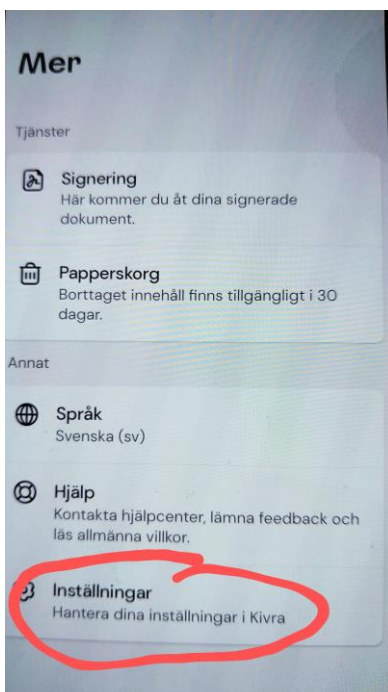 Mer
Tjänster
Signering
Här kommer du åt dina signerade
dokument.
Papperskorg
Borttaget innehåll finns tillgängligt i 30
dagar.
Annat
Språk
Svenska (sv)
Hjälp
Kontakta hjälpcenter, lämna feedback och
läs allmänna villkor.
Inställningar
Hantera dina inställningar i Kivra